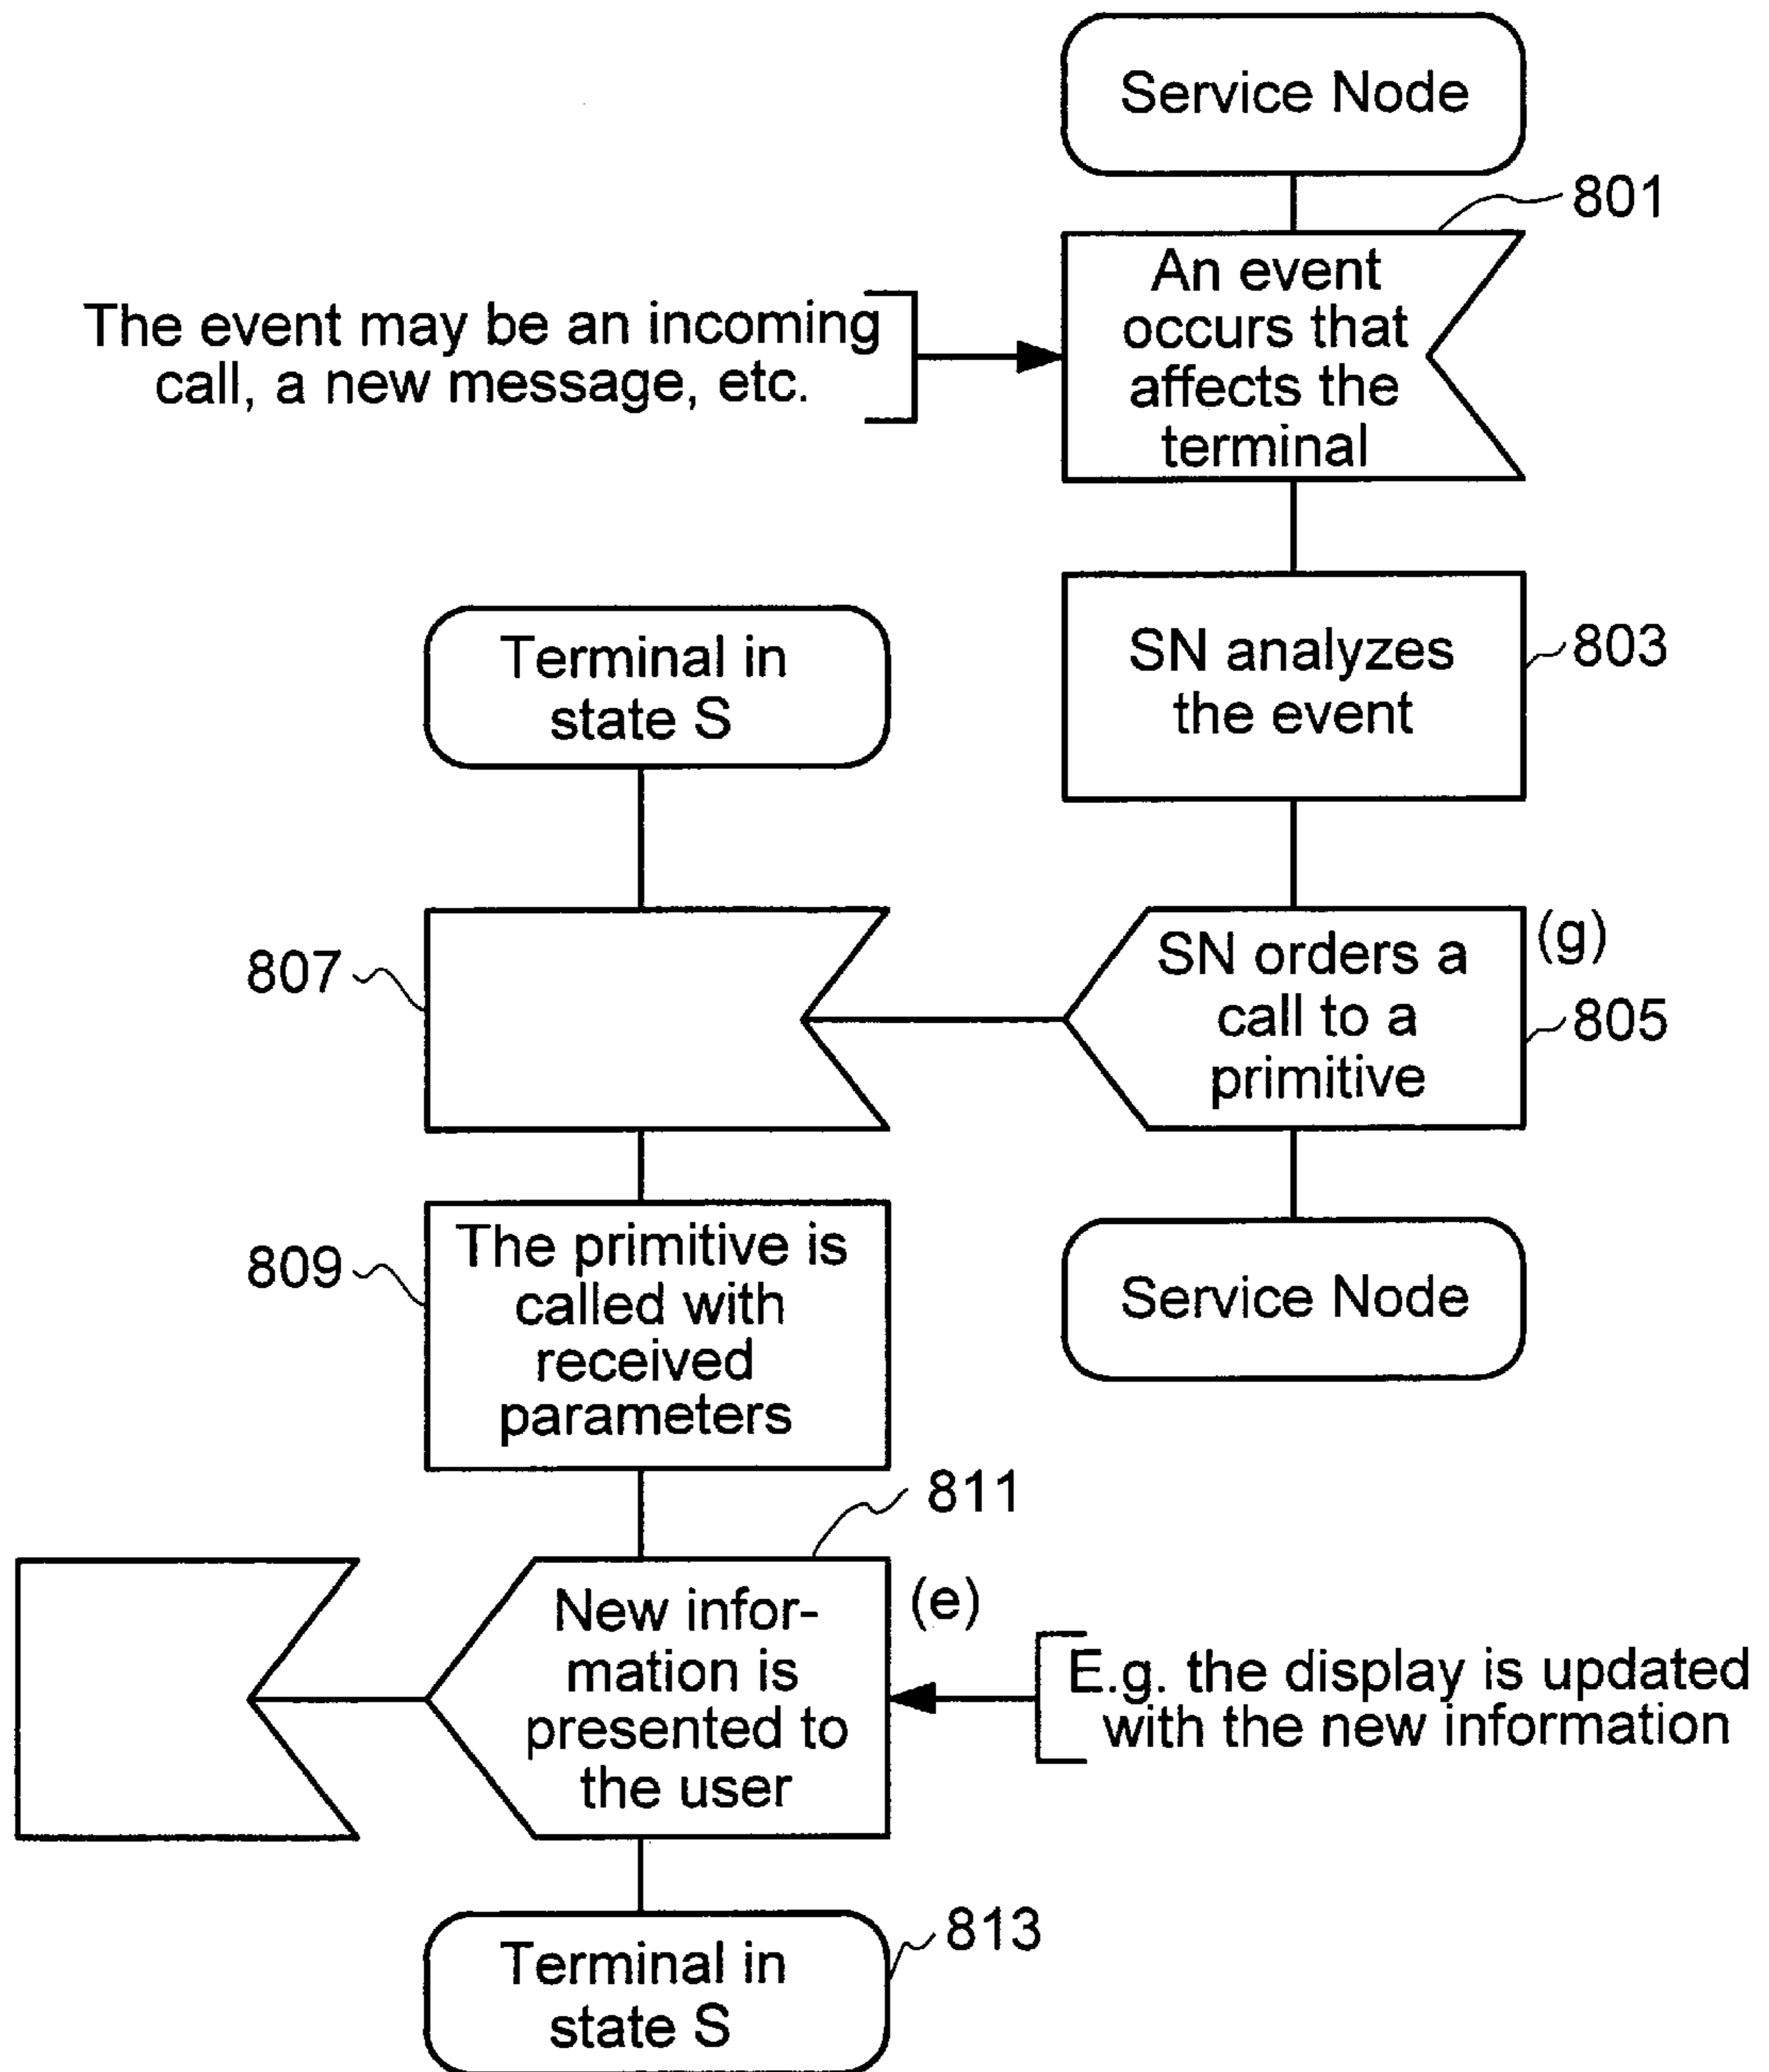 Service Node
801
An event
occurs that
affects the
terminal
The event may be an incoming
call, a new message, etc.
SN analyzes
the event
803
Terminal in
state S
807
SN orders a
call to a
primitive
(g)
805
809
The primitive is
called with
received
parameters
Service Node
811
New infor-
mation is
presented to
the user
(e)
E.g. the display is updated
with the new information
813
Terminal in
state S